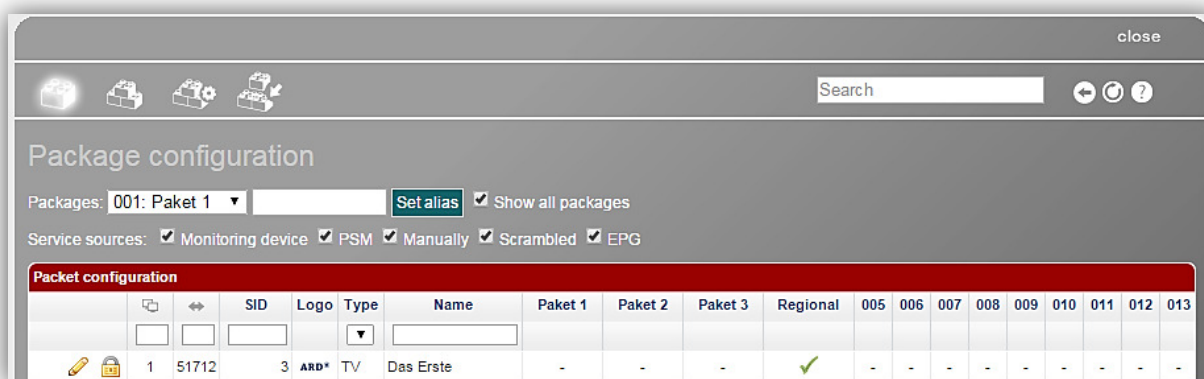 close
Search
Package configuration
Packages: 001: Paket 1 Set alias Show all packages
Service sources: Monitoring device PSM Manually Scrambled EPG
Packet configuration
SID Logo Type Name Paket 1 Paket 2 Paket 3 Regional 005 006 007 008 009 010 011 012 013
1 51712 3 ARD* TV Das Erste - - - - - - - - - - - -